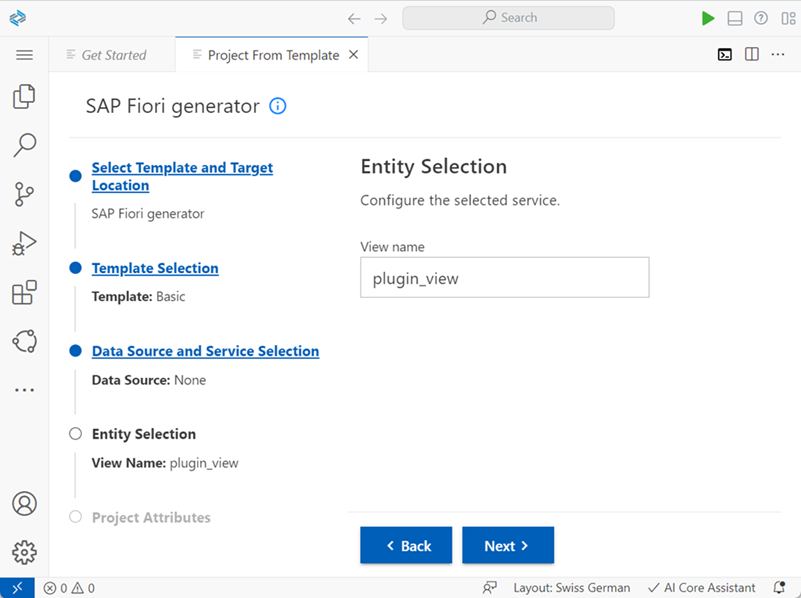 Search
Get Started
Project From Template
SAP Fiori generator
Select Template and Target
Location
SAP Fiori generator
Template Selection
Template: Basic
Data Source and Service Selection
Data Source: None
Entity Selection
View Name: plugin_view
Project Attributes
Entity Selection
Configure the selected service.
View name
plugin_view
Back
Next
0 0
Layout: Swiss German
AI Core Assistant